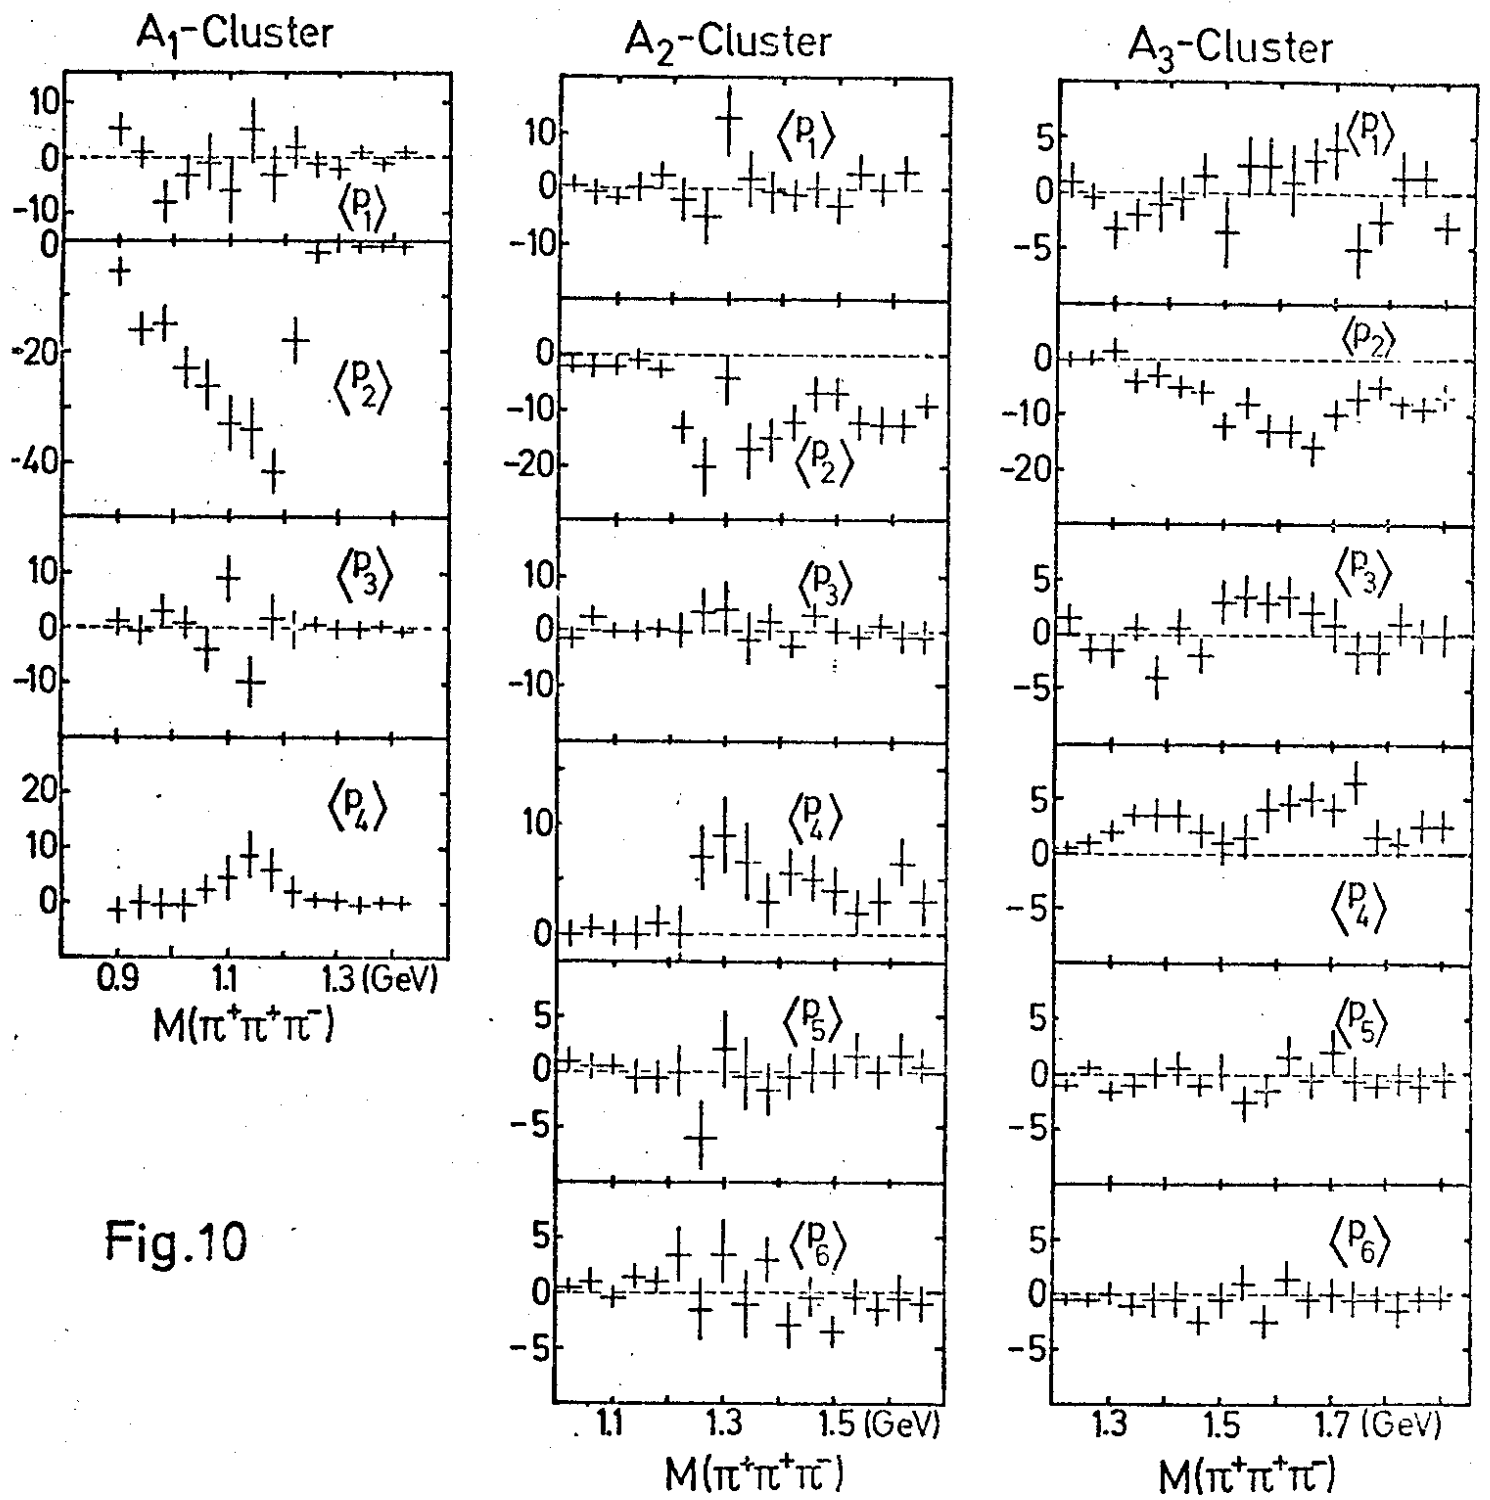 A₁-Cluster
10
0
-10
⟨p₁⟩
0
-20
-40
⟨p₂⟩
10
0
-10
⟨p₃⟩
20
10
0
⟨p₄⟩
0.9 1.1 1.3 (GeV)
M(π⁺π⁺π⁻)
Fig.10
A₂-Cluster
10
0
-10
⟨p₁⟩
0
-10
-20
⟨p₂⟩
10
0
-10
⟨p₃⟩
10
0
⟨p₄⟩
5
0
-5
⟨p₅⟩
5
0
-5
⟨p₆⟩
1.1 1.3 1.5 (GeV)
M(π⁺π⁺π⁻)
A₃-Cluster
5
0
-5
⟨p₁⟩
0
-10
-20
⟨p₂⟩
5
0
-5
⟨p₃⟩
5
0
-5
⟨p₄⟩
5
0
-5
⟨p₅⟩
5
0
-5
⟨p₆⟩
1.3 1.5 1.7 (GeV)
M(π⁺π⁺π⁻)